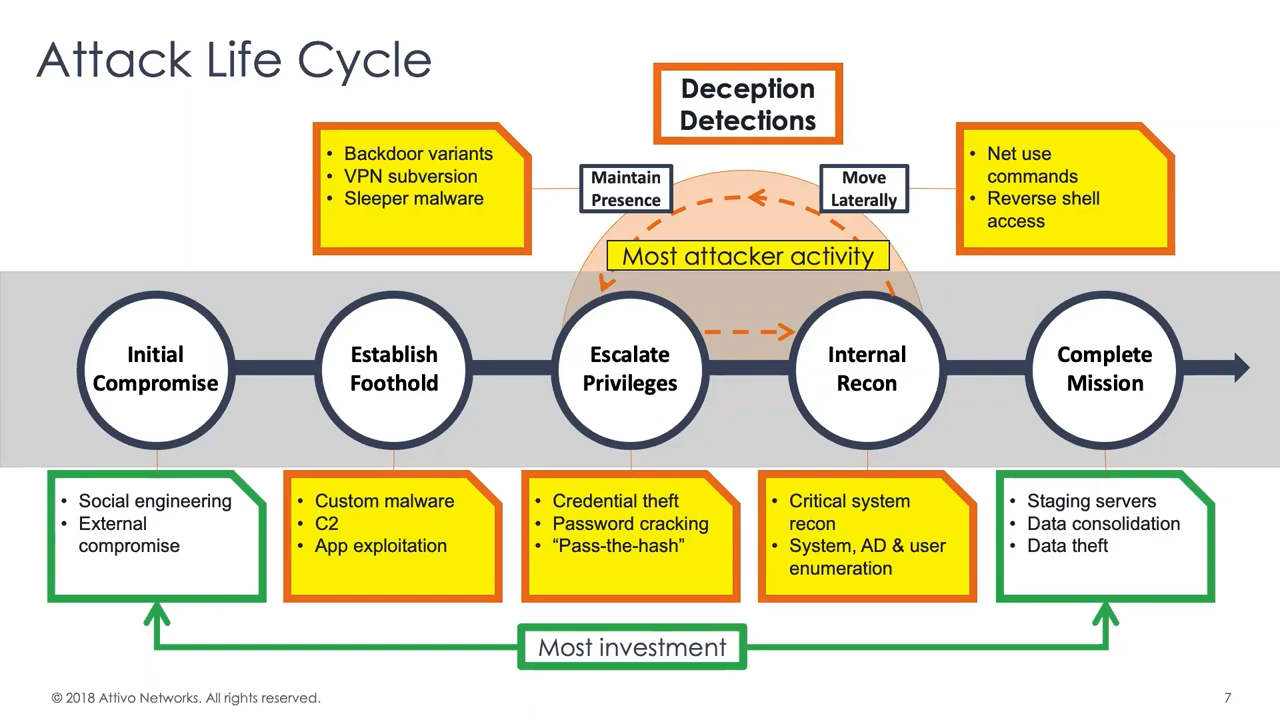 Attack Life Cycle
Deception
Detections
• Backdoor variants
• VPN subversion
• Sleeper malware
Maintain
Presence
Move
Laterally
• Net use
commands
• Reverse shell
access
Most attacker activity
Initial
Compromise
Establish
Foothold
Escalate
Privileges
Internal
Recon
Complete
Mission
• Social engineering
• External
compromise
• Custom malware
• C2
• App exploitation
• Credential theft
• Password cracking
• “Pass-the-hash”
• Critical system
recon
• System, AD & user
enumeration
• Staging servers
• Data consolidation
• Data theft
Most investment
© 2018 Attivo Networks. All rights reserved.
7